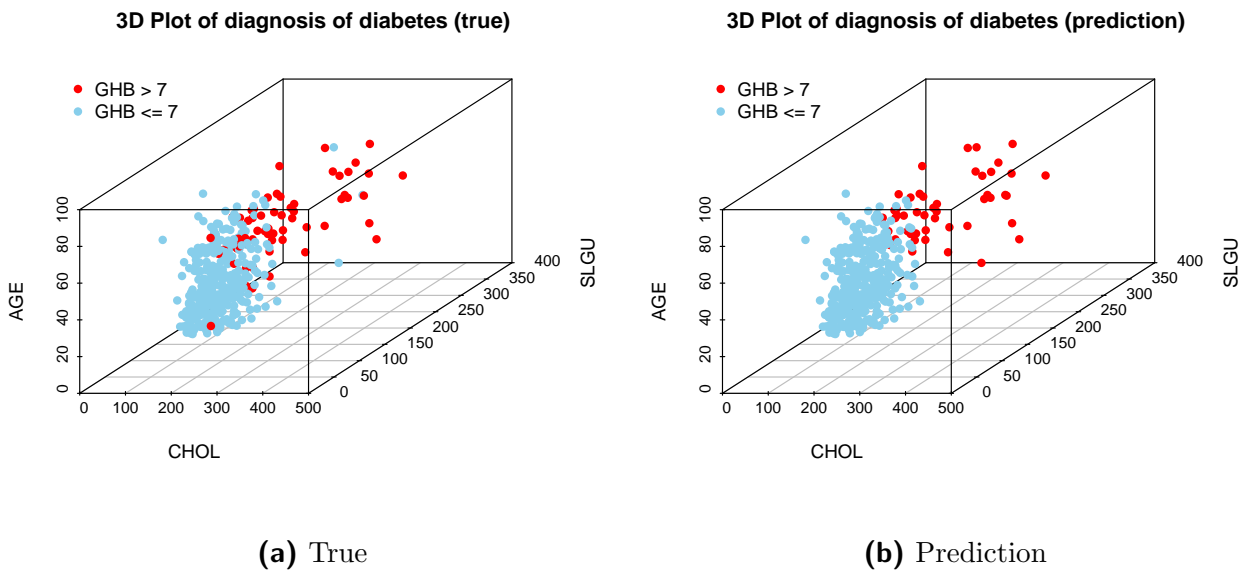 3D Plot of diagnosis of diabetes (true)
GHB > 7
GHB <= 7
AGE
0
20
40
60
80
100
0 100 200 300 400 500
CHOL
0
50
100
150
200
250
300
350
400
SLGU
(a) True
3D Plot of diagnosis of diabetes (prediction)
GHB > 7
GHB <= 7
AGE
0
20
40
60
80
100
0 100 200 300 400 500
CHOL
0
50
100
150
200
250
300
350
400
SLGU
(b) Prediction